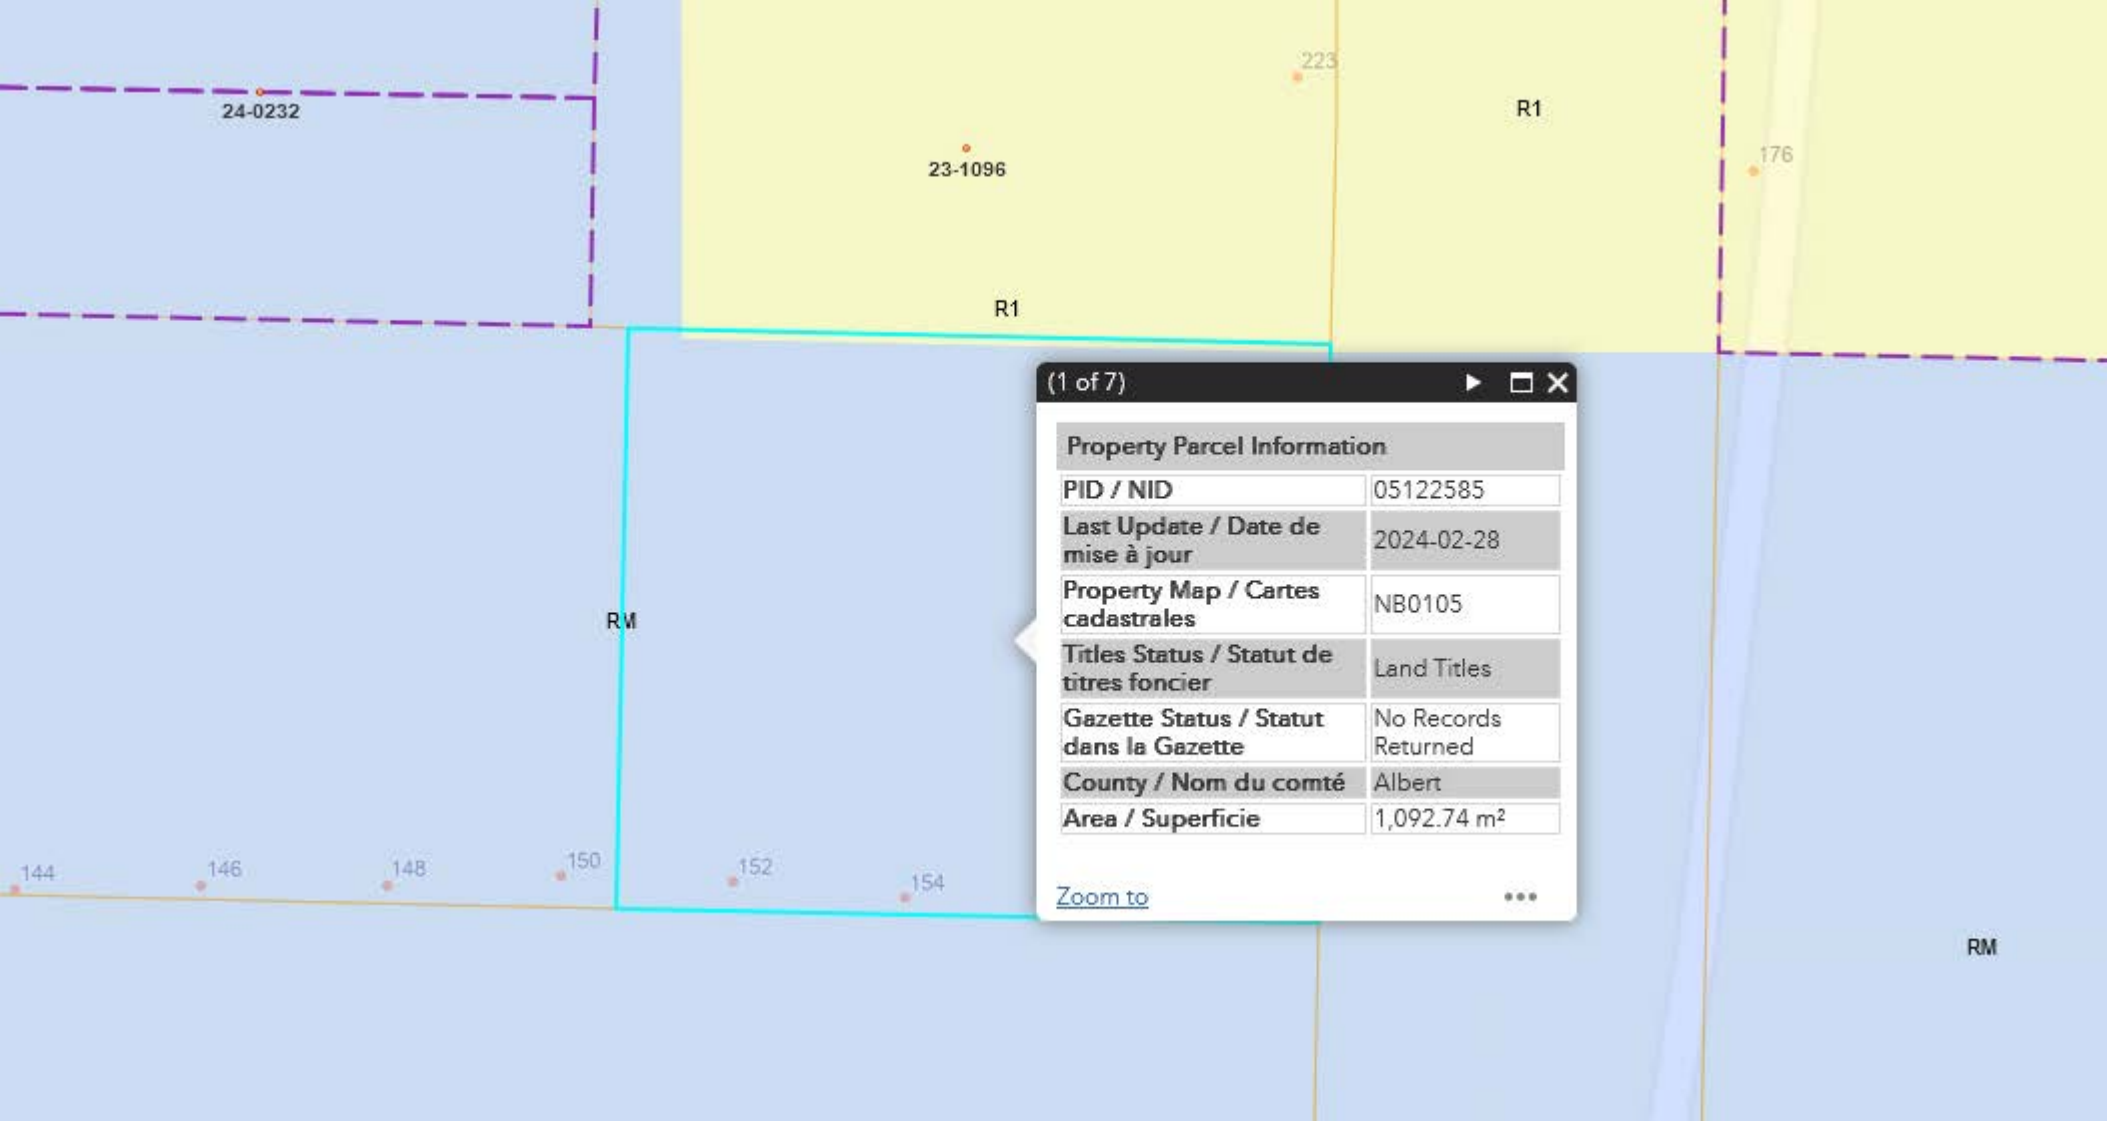 223
R1
24-0232
176
23-1096
R1
(1 of 7)
Property Parcel Information
PID / NID 05122585
Last Update / Date de
mise à jour 2024-02-28
Property Map / Cartes
cadastrales NB0105
RM
Titles Status / Statut de
titres foncier Land Titles
Gazette Status / Statut No Records
dans la Gazette Returned
County / Nom du comté Albert
Area / Superficie 1,092.74 m²
144
146
148
150
152
154
Zoom to
RM